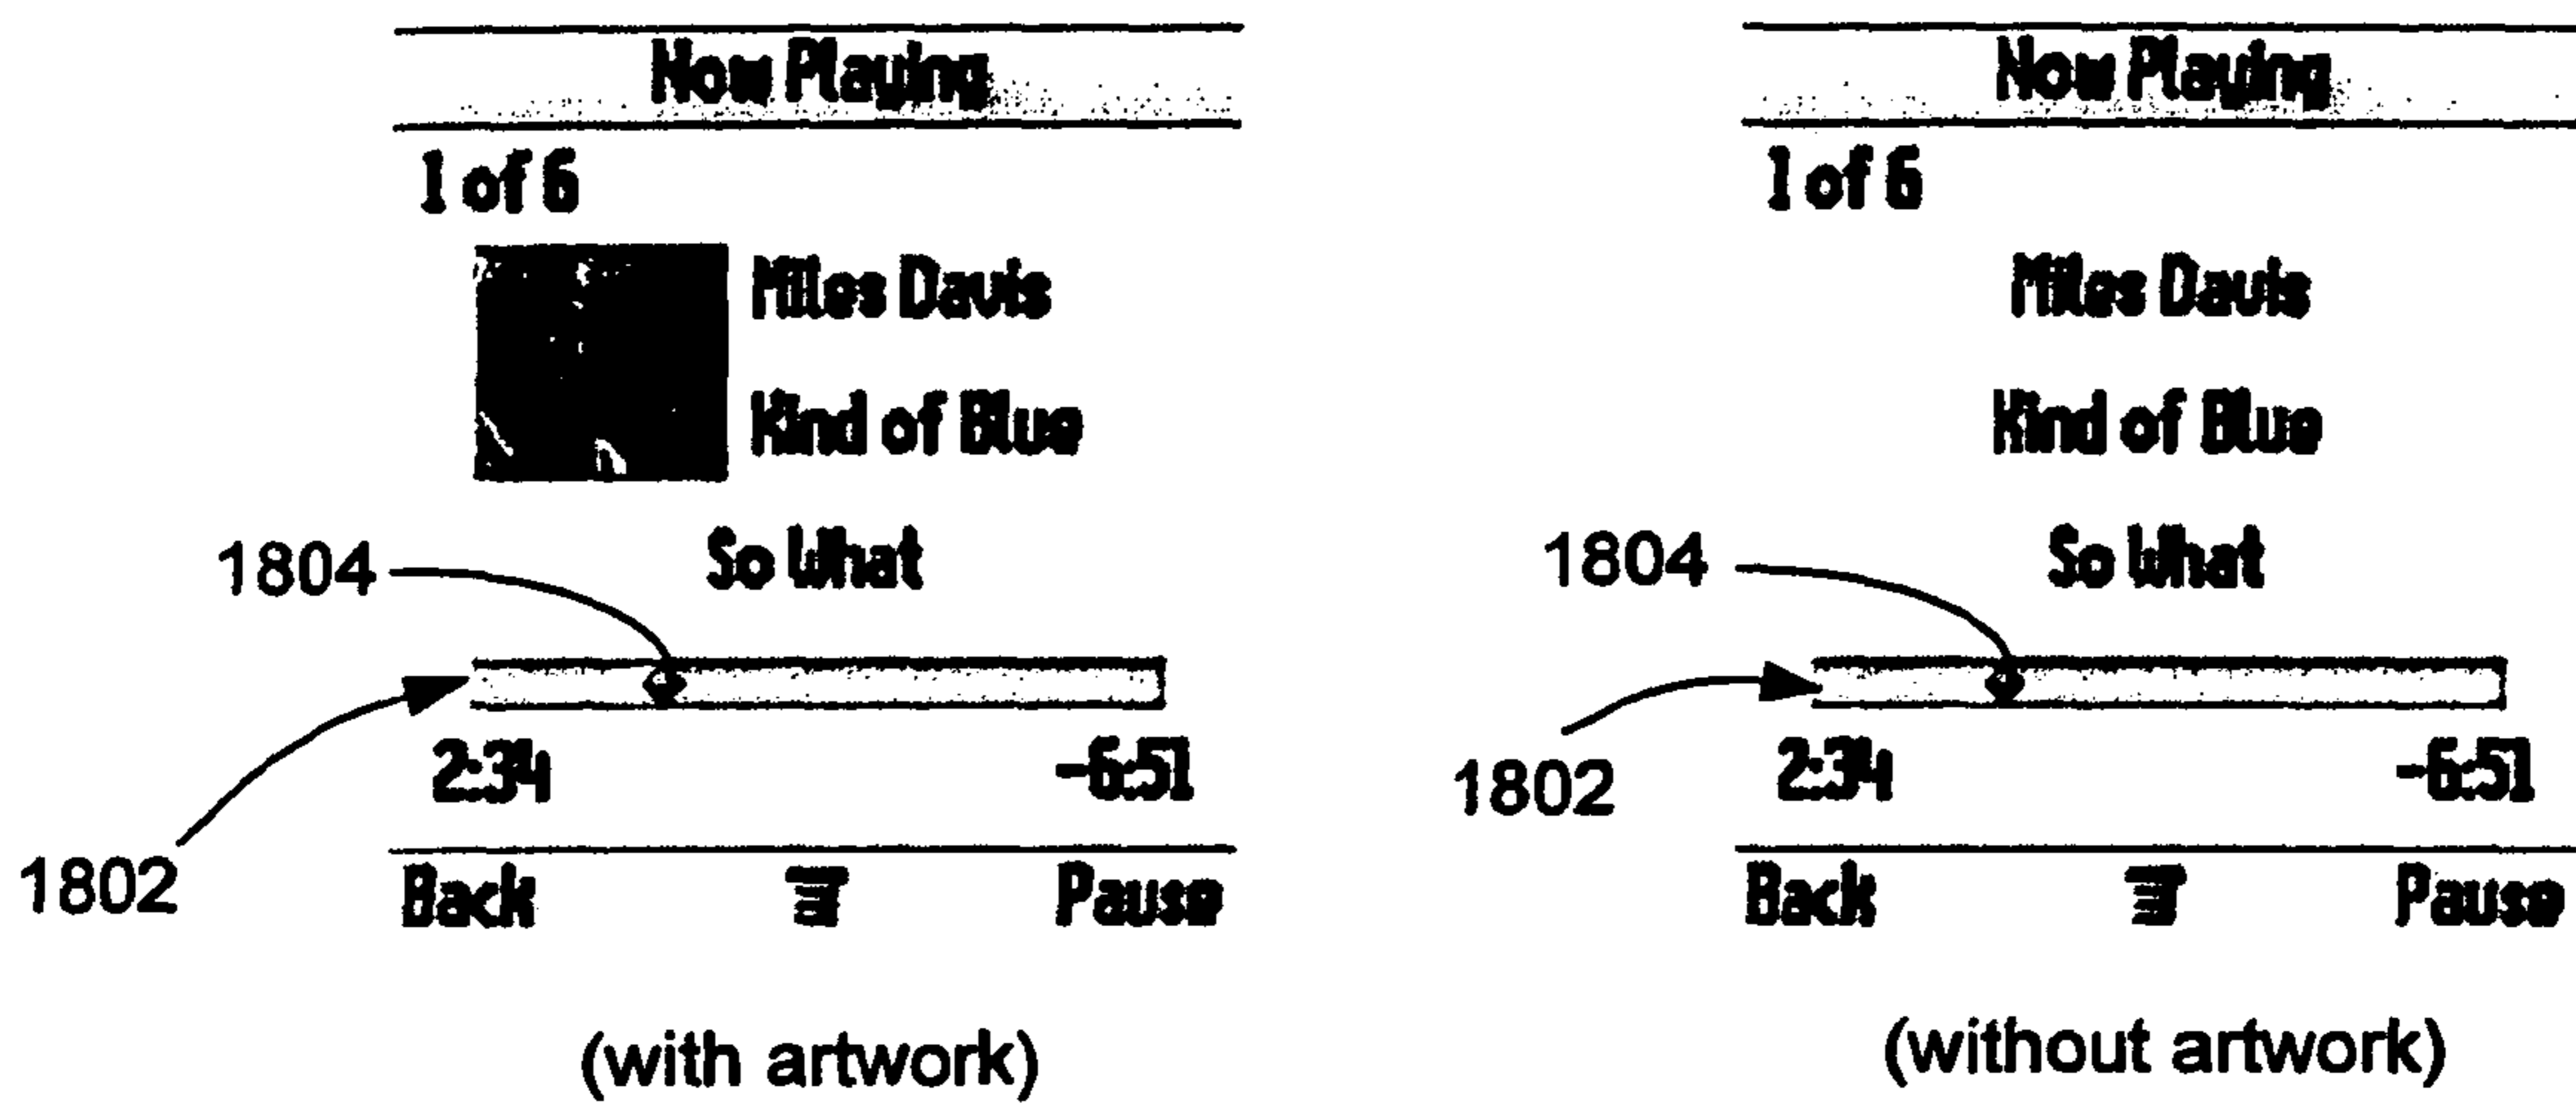 Now Playing
1 of 6
Miles Davis
Kind of Blue
So What
1804
1802
2:34 -6:51
Back Pause
(with artwork)
Now Playing
1 of 6
Miles Davis
Kind of Blue
So What
1804
1802
2:34 -6:51
Back Pause
(without artwork)